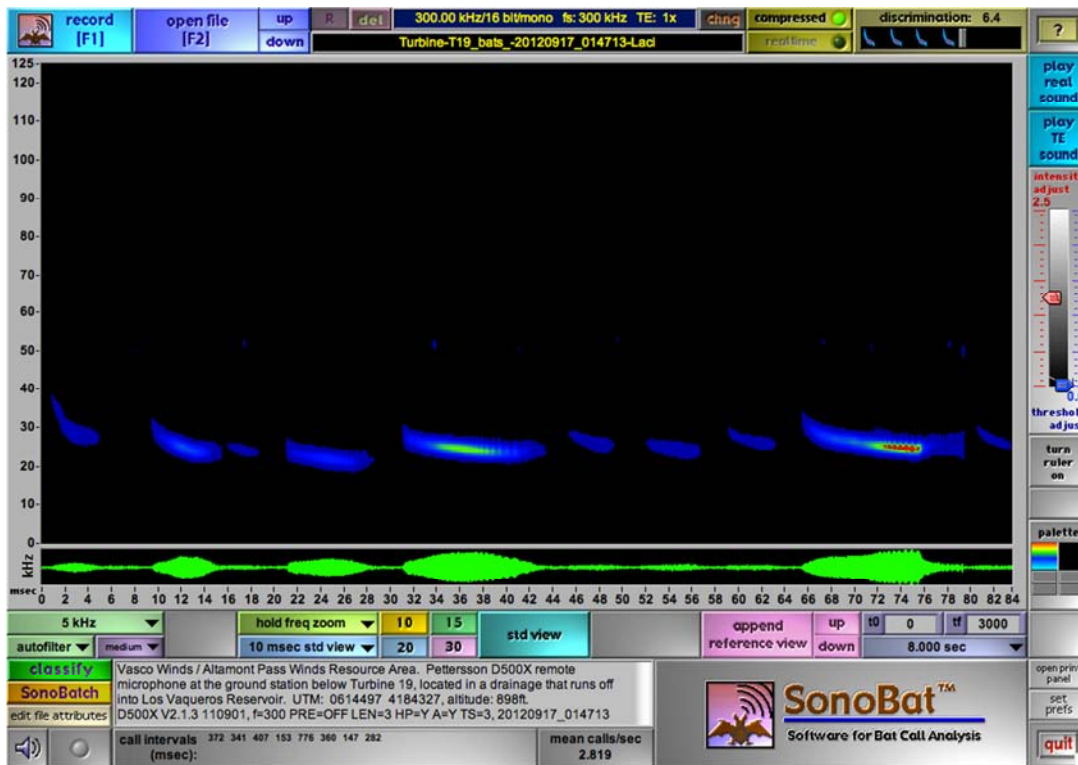 record
[F1]
open file
[F2]
up
down
R
del
300.00 kHz/16 bit/mono fs: 300 kHz TE: 1x
chng
Turbine-T19_bats_-20120917_014713-Laci
compressed
realtime
discrimination: 6.4
?
play
real
sound
play
TE
sound
intensit
adjust
2.5
0.
threshol
adjus
turn
ruler
on
palette
125
120
110
100
90
80
70
60
50
40
30
20
10
0
kHz
msec
0 2 4 6 8 10 12 14 16 18 20 22 24 26 28 30 32 34 36 38 40 42 44 46 48 50 52 54 56 58 60 62 64 66 68 70 72 74 76 78 80 82 84
5 kHz
autofilter
medium
hold freq zoom
10 msec std view
10
15
20
30
std view
append
reference view
up
down
t0 0 tf 3000
8.000 sec
classify
SonoBatch
edit file attributes
Vasco Winds / Altamont Pass Winds Resource Area. Pettersson D500X remote
microphone at the ground station below Turbine 19, located in a drainage that runs off
into Los Vaqueros Reservoir. UTM: 0614497 4184327, altitude: 898ft.
D500X V2.1.3 110901, f=300 PRE=OFF LEN=3 HP=Y A=Y TS=3, 20120917_014713
call intervals 372 341 407 153 776 360 147 282
(msec):
mean calls/sec
2.819
SonoBat™
Software for Bat Call Analysis
open print
panel
set
prefs
quit